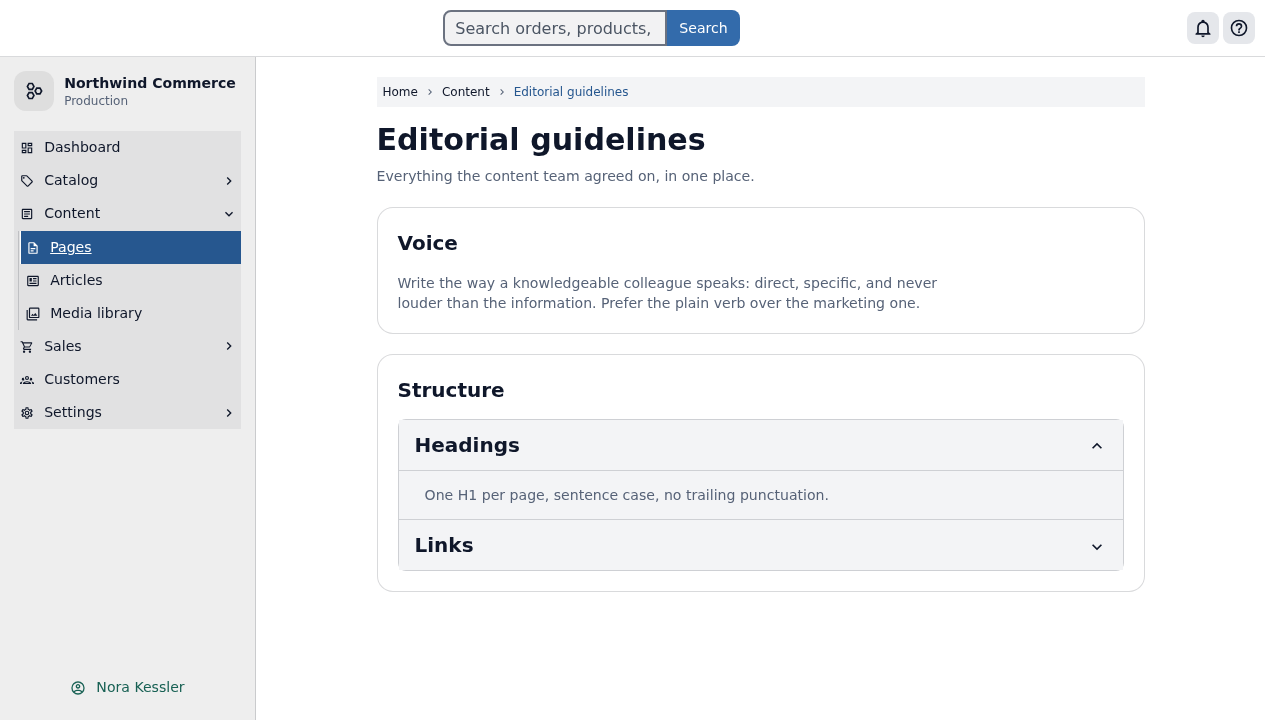 Search orders, products,
Search
Northwind Commerce
Production
Dashboard
Catalog
Content
Pages
Articles
Media library
Sales
Customers
Settings
Nora Kessler
Home › Content › Editorial guidelines
Editorial guidelines
Everything the content team agreed on, in one place.
Voice
Write the way a knowledgeable colleague speaks: direct, specific, and never
louder than the information. Prefer the plain verb over the marketing one.
Structure
Headings
One H1 per page, sentence case, no trailing punctuation.
Links